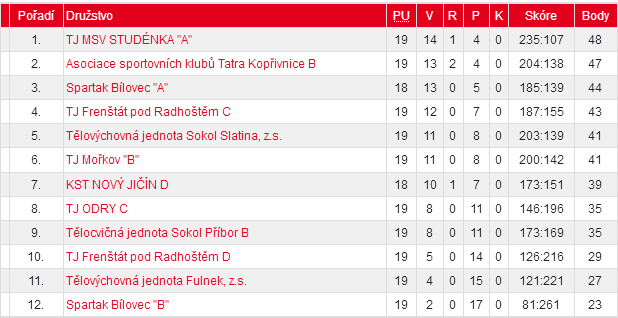 Pořadí Družstvo PU V R P K Skóre Body
1. TJ MSV STUDÉNKA "A" 19 14 1 4 0 235:107 48
2. Asociace sportovních klubů Tatra Kopřivnice B 19 13 2 4 0 204:138 47
3. Spartak Bílovec "A" 18 13 0 5 0 185:139 44
4. TJ Frenštát pod Radhoštěm C 19 12 0 7 0 187:155 43
5. Tělovýchovná jednota Sokol Slatina, z.s. 19 11 0 8 0 203:139 41
6. TJ Mořkov "B" 19 11 0 8 0 200:142 41
7. KST NOVÝ JIČÍN D 18 10 1 7 0 173:151 39
8. TJ ODRY C 19 8 0 11 0 146:196 35
9. Tělocvičná jednota Sokol Příbor B 19 8 0 11 0 173:169 35
10. TJ Frenštát pod Radhoštěm D 19 5 0 14 0 126:216 29
11. Tělovýchovná jednota Fulnek, z.s. 19 4 0 15 0 121:221 27
12. Spartak Bílovec "B" 19 2 0 17 0 81:261 23